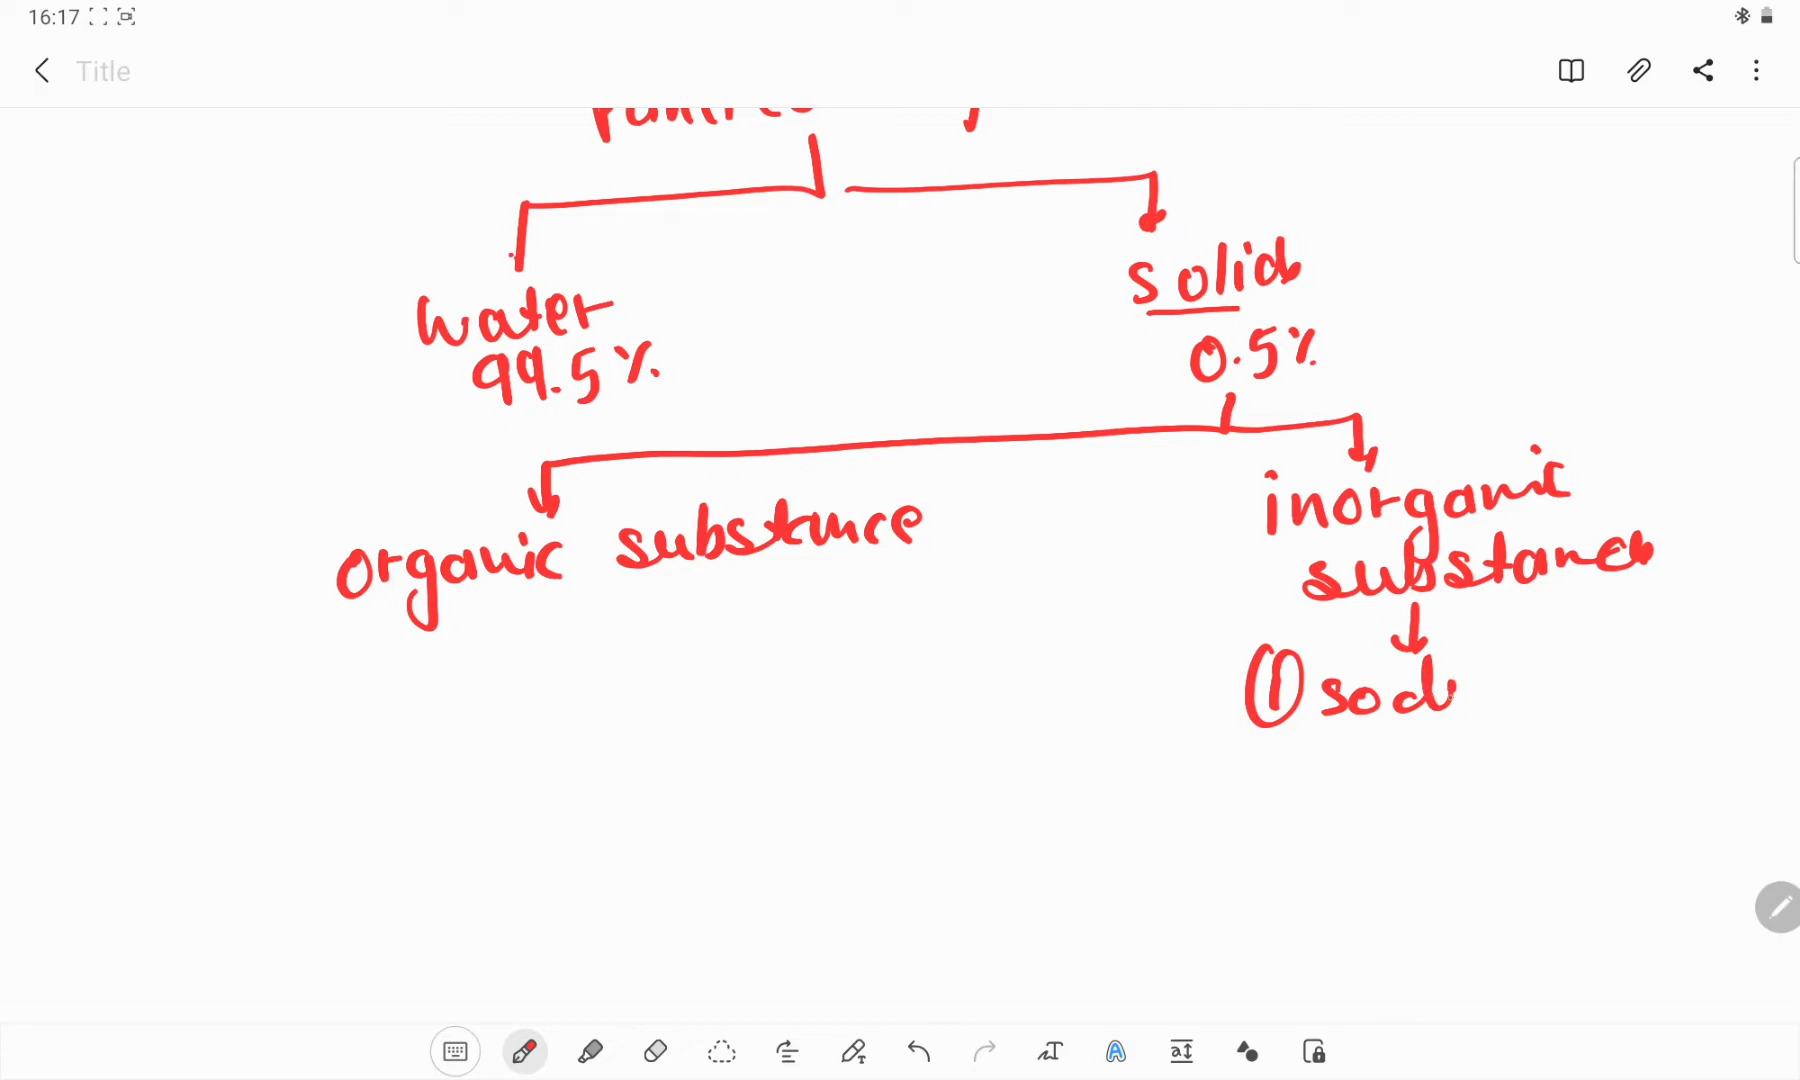 16:17
Title
water
99.5%
solid
0.5%
organic substance
inorganic
substance
① sod